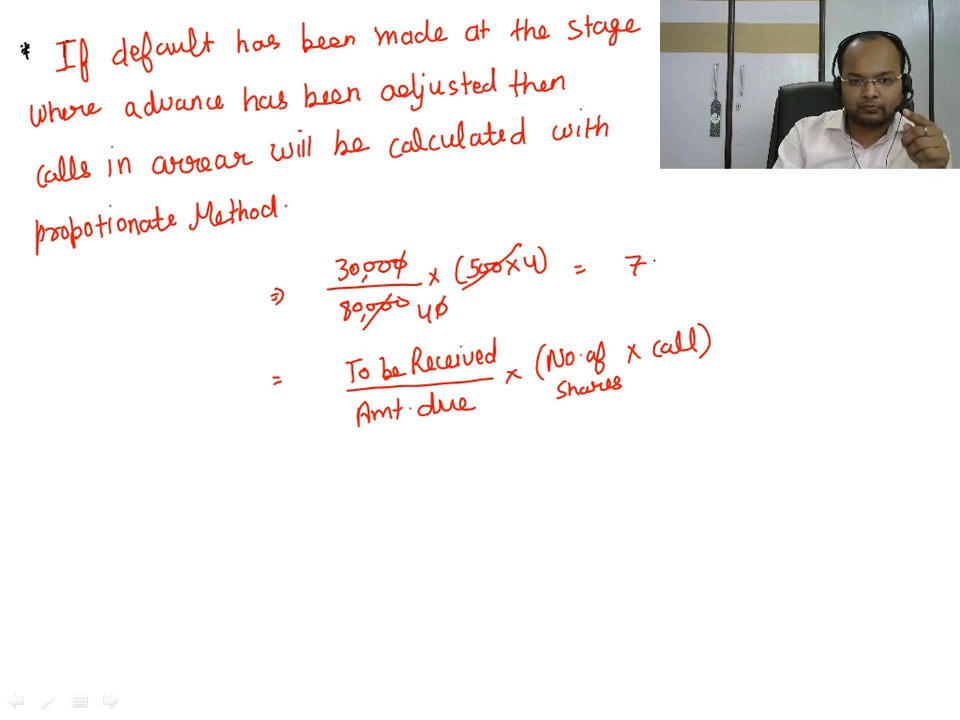 * If default has been made at the stage
where advance has been adjusted then
calls in arrear will be calculated with
propotionate Method.
=> 30,000 / 80,000 40 × (500×4) = 7.
= To be Received / Amt. due × (No. of Shares × call)